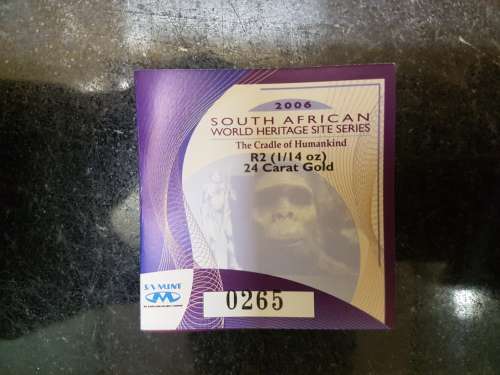 2006
SOUTH AFRICAN
WORLD HERITAGE SITE SERIES
The Cradle of Humankind
R2 (1/14 oz)
24 Carat Gold
SA MINT
0265